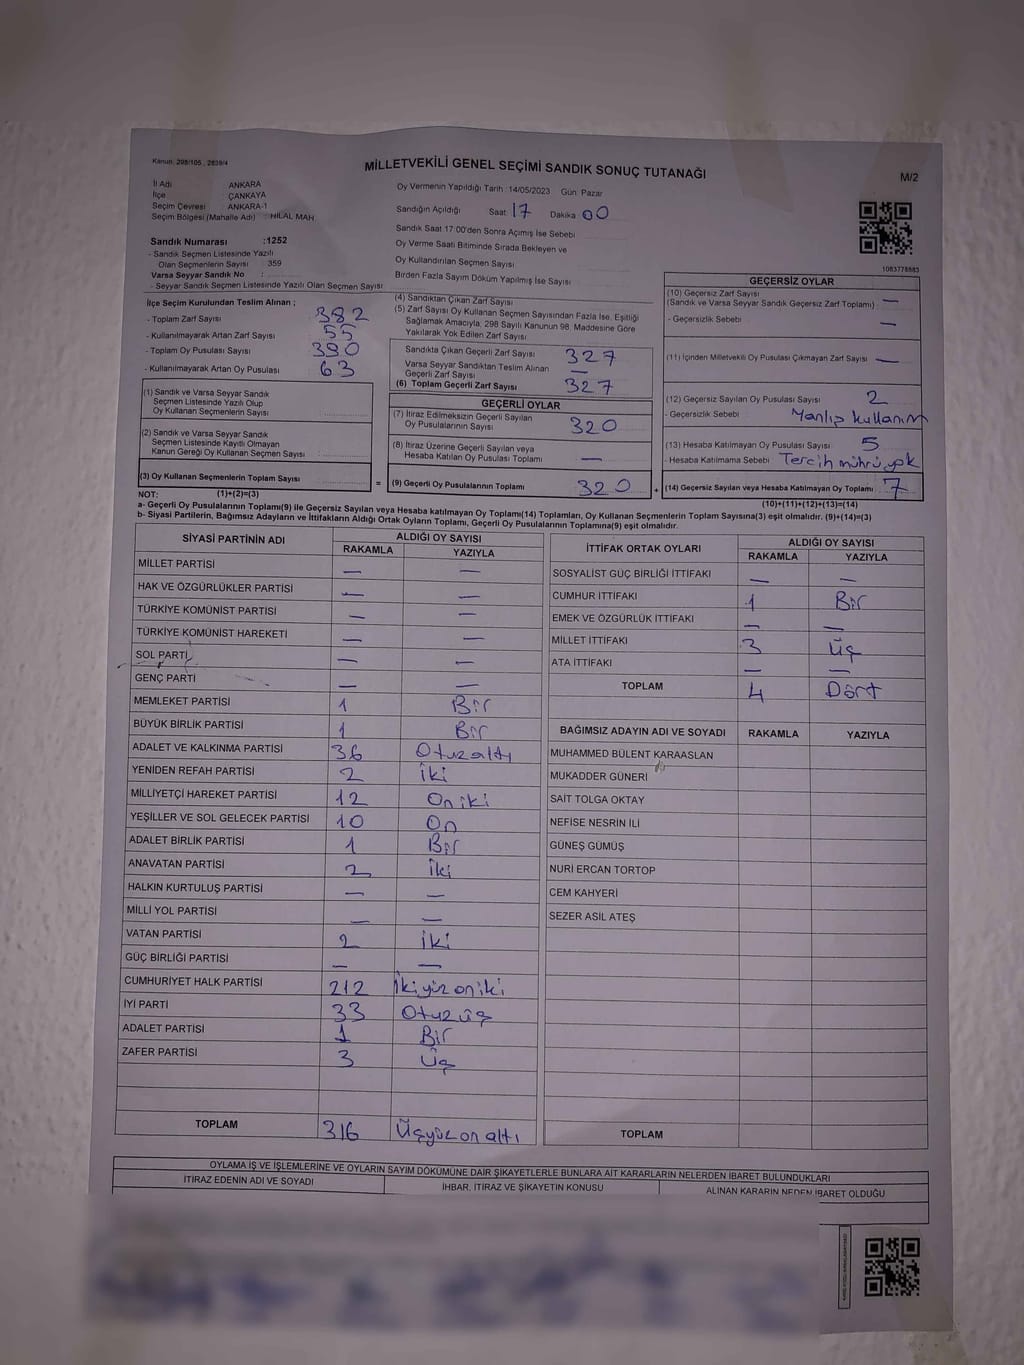 Kanun: 298/105., 2839/4
MİLLETVEKİLİ GENEL SEÇİMİ SANDIK SONUÇ TUTANAĞI
M/2
İl Adı ANKARA
İlçe ÇANKAYA
Seçim Çevresi ANKARA-1
Seçim Bölgesi (Mahalle Adı) : HİLAL MAH.
Oy Vermenin Yapıldığı Tarih : 14/05/2023 Gün: Pazar
Sandığın Açıldığı Saat 17 Dakika 00
Sandık Saat 17:00'den Sonra Açımış İse Sebebi
Oy Verme Saati Bitiminde Sırada Bekleyen ve
Oy Kullandırılan Seçmen Sayısı
Birden Fazla Sayım Döküm Yapılmış İse Sayısı
1083778883
Sandık Numarası :1252
- Sandık Seçmen Listesinde Yazılı
Olan Seçmenlerin Sayısı : 359
Varsa Seyyar Sandık No :
- Seyyar Sandık Seçmen Listesinde Yazılı Olan Seçmen Sayısı
İlçe Seçim Kurulundan Teslim Alınan ;
- Toplam Zarf Sayısı 382
- Kullanılmayarak Artan Zarf Sayısı 55
- Toplam Oy Pusulası Sayısı 390
- Kullanılmayarak Artan Oy Pusulası 63
(1) Sandık ve Varsa Seyyar Sandık
Seçmen Listesinde Yazılı Olup
Oy Kullanan Seçmenlerin Sayısı
(2) Sandık ve Varsa Seyyar Sandık
Seçmen Listesinde Kayıtlı Olmayan
Kanun Gereği Oy Kullanan Seçmen Sayısı
(3) Oy Kullanan Seçmenlerin Toplam Sayısı =
(4) Sandıktan Çıkan Zarf Sayısı
(5) Zarf Sayısı Oy Kullanan Seçmen Sayısından Fazla İse, Eşitliği
Sağlamak Amacıyla, 298 Sayılı Kanunun 98. Maddesine Göre
Yakılarak Yok Edilen Zarf Sayısı
Sandıkta Çıkan Geçerli Zarf Sayısı 327
Varsa Seyyar Sandıktan Teslim Alınan
Geçerli Zarf Sayısı —
(6) Toplam Geçerli Zarf Sayısı 327
GEÇERLİ OYLAR
(7) İtiraz Edilmeksizin Geçerli Sayılan
Oy Pusulalarının Sayısı 320
(8) İtiraz Üzerine Geçerli Sayılan veya
Hesaba Katılan Oy Pusulası Toplamı —
(9) Geçerli Oy Pusulalarının Toplamı 320 +
GEÇERSİZ OYLAR
(10) Geçersiz Zarf Sayısı
(Sandık ve Varsa Seyyar Sandık Geçersiz Zarf Toplamı) —
- Geçersizlik Sebebi —
(11) İçinden Milletvekili Oy Pusulası Çıkmayan Zarf Sayısı —
(12) Geçersiz Sayılan Oy Pusulası Sayısı 2
- Geçersizlik Sebebi Yanlış kullanım
(13) Hesaba Katılmayan Oy Pusulası Sayısı 5
- Hesaba Katılmama Sebebi Tercih mührü yok
(14) Geçersiz Sayılan veya Hesaba Katılmayan Oy Toplamı 7
NOT: (1)+(2)=(3)
(10)+(11)+(12)+(13)=(14)
a- Geçerli Oy Pusulalarının Toplamı(9) ile Geçersiz Sayılan veya Hesaba katılmayan Oy Toplamı(14) Toplamları, Oy Kullanan Seçmenlerin Toplam Sayısına(3) eşit olmalıdır. (9)+(14)=(3)
b- Siyasi Partilerin, Bağımsız Adayların ve İttifakların Aldığı Ortak Oyların Toplamı, Geçerli Oy Pusulalarının Toplamına(9) eşit olmalıdır.
SİYASİ PARTİNİN ADI ALDIĞI OY SAYISI
RAKAMLA YAZIYLA
MİLLET PARTİSİ — —
HAK VE ÖZGÜRLÜKLER PARTİSİ — —
TÜRKİYE KOMÜNİST PARTİSİ — —
TÜRKİYE KOMÜNİST HAREKETİ — —
SOL PARTİ — —
GENÇ PARTİ — —
MEMLEKET PARTİSİ 1 Bir
BÜYÜK BİRLİK PARTİSİ 1 Bir
ADALET VE KALKINMA PARTİSİ 36 Otuzaltı
YENİDEN REFAH PARTİSİ 2 İki
MİLLİYETÇİ HAREKET PARTİSİ 12 On iki
YEŞİLLER VE SOL GELECEK PARTİSİ 10 On
ADALET BİRLİK PARTİSİ 1 Bir
ANAVATAN PARTİSİ 2 İki
HALKIN KURTULUŞ PARTİSİ — —
MİLLİ YOL PARTİSİ — —
VATAN PARTİSİ 2 İki
GÜÇ BİRLİĞİ PARTİSİ — —
CUMHURİYET HALK PARTİSİ 212 İkiyüz oniki
İYİ PARTİ 33 Otuz üç
ADALET PARTİSİ 1 Bir
ZAFER PARTİSİ 3 Üç
TOPLAM 316 Üçyüz on altı
İTTİFAK ORTAK OYLARI ALDIĞI OY SAYISI
RAKAMLA YAZIYLA
SOSYALİST GÜÇ BİRLİĞİ İTTİFAKI — —
CUMHUR İTTİFAKI 1 Bir
EMEK VE ÖZGÜRLÜK İTTİFAKI — —
MİLLET İTTİFAKI 3 Üç
ATA İTTİFAKI — —
TOPLAM 4 Dört
BAĞIMSIZ ADAYIN ADI VE SOYADI RAKAMLA YAZIYLA
MUHAMMED BÜLENT KARAASLAN
MUKADDER GÜNERİ
SAİT TOLGA OKTAY
NEFİSE NESRİN İLİ
GÜNEŞ GÜMÜŞ
NURİ ERCAN TORTOP
CEM KAHYERİ
SEZER ASİL ATEŞ
TOPLAM
OYLAMA İŞ VE İŞLEMLERİNE VE OYLARIN SAYIM DÖKÜMÜNE DAİR ŞİKAYETLERLE BUNLARA AİT KARARLARIN NELERDEN İBARET BULUNDUKLARI
İTİRAZ EDENİN ADI VE SOYADI İHBAR, İTİRAZ VE ŞİKAYETİN KONUSU ALINAN KARARIN NEDEN İBARET OLDUĞU